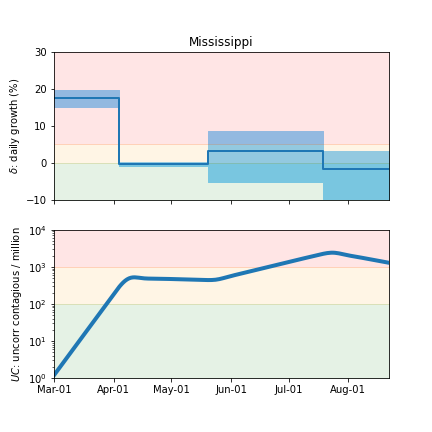 Mississippi
δ: daily growth (%)
30
20
10
0
−10
UC: uncorr contagious / million
10⁴
10³
10²
10¹
10⁰
Mar-01 Apr-01 May-01 Jun-01 Jul-01 Aug-01